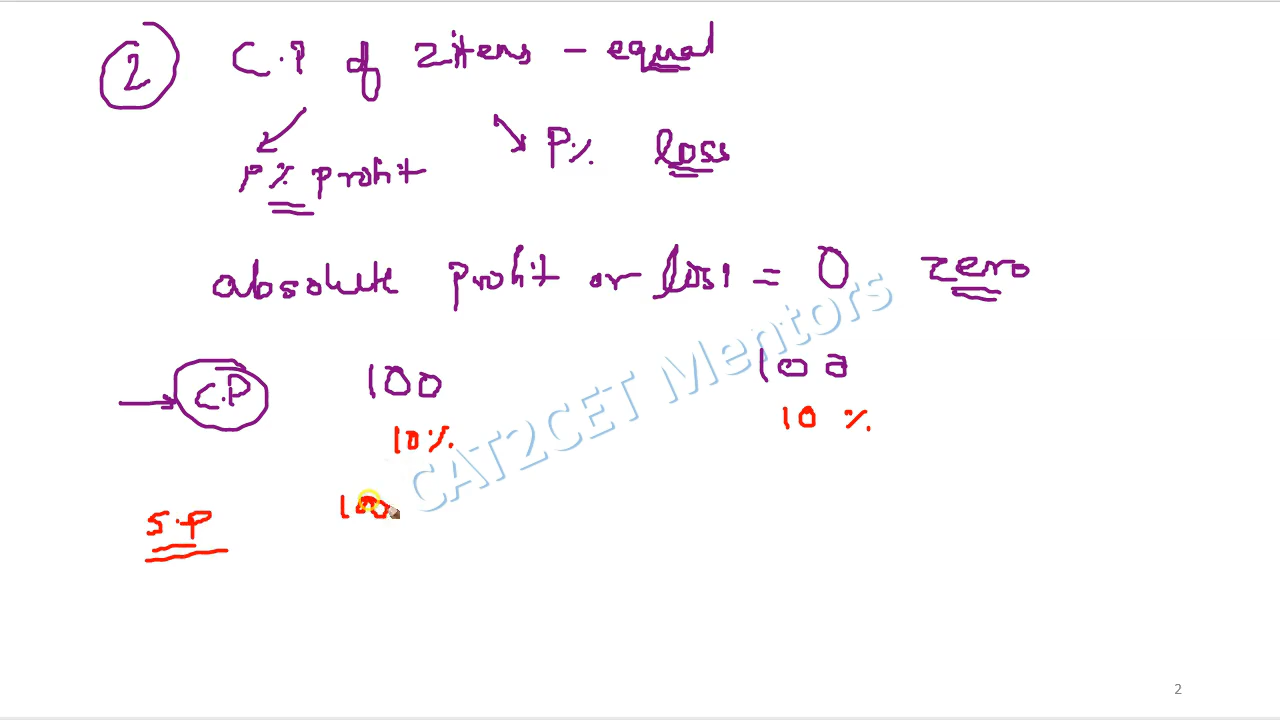 2 C.P of 2 items - equal
P% profit P% loss
absolute profit or loss = 0 zero
C.P 100 100
10% 10 %
S.P 100
CAT2CET Mentors
2